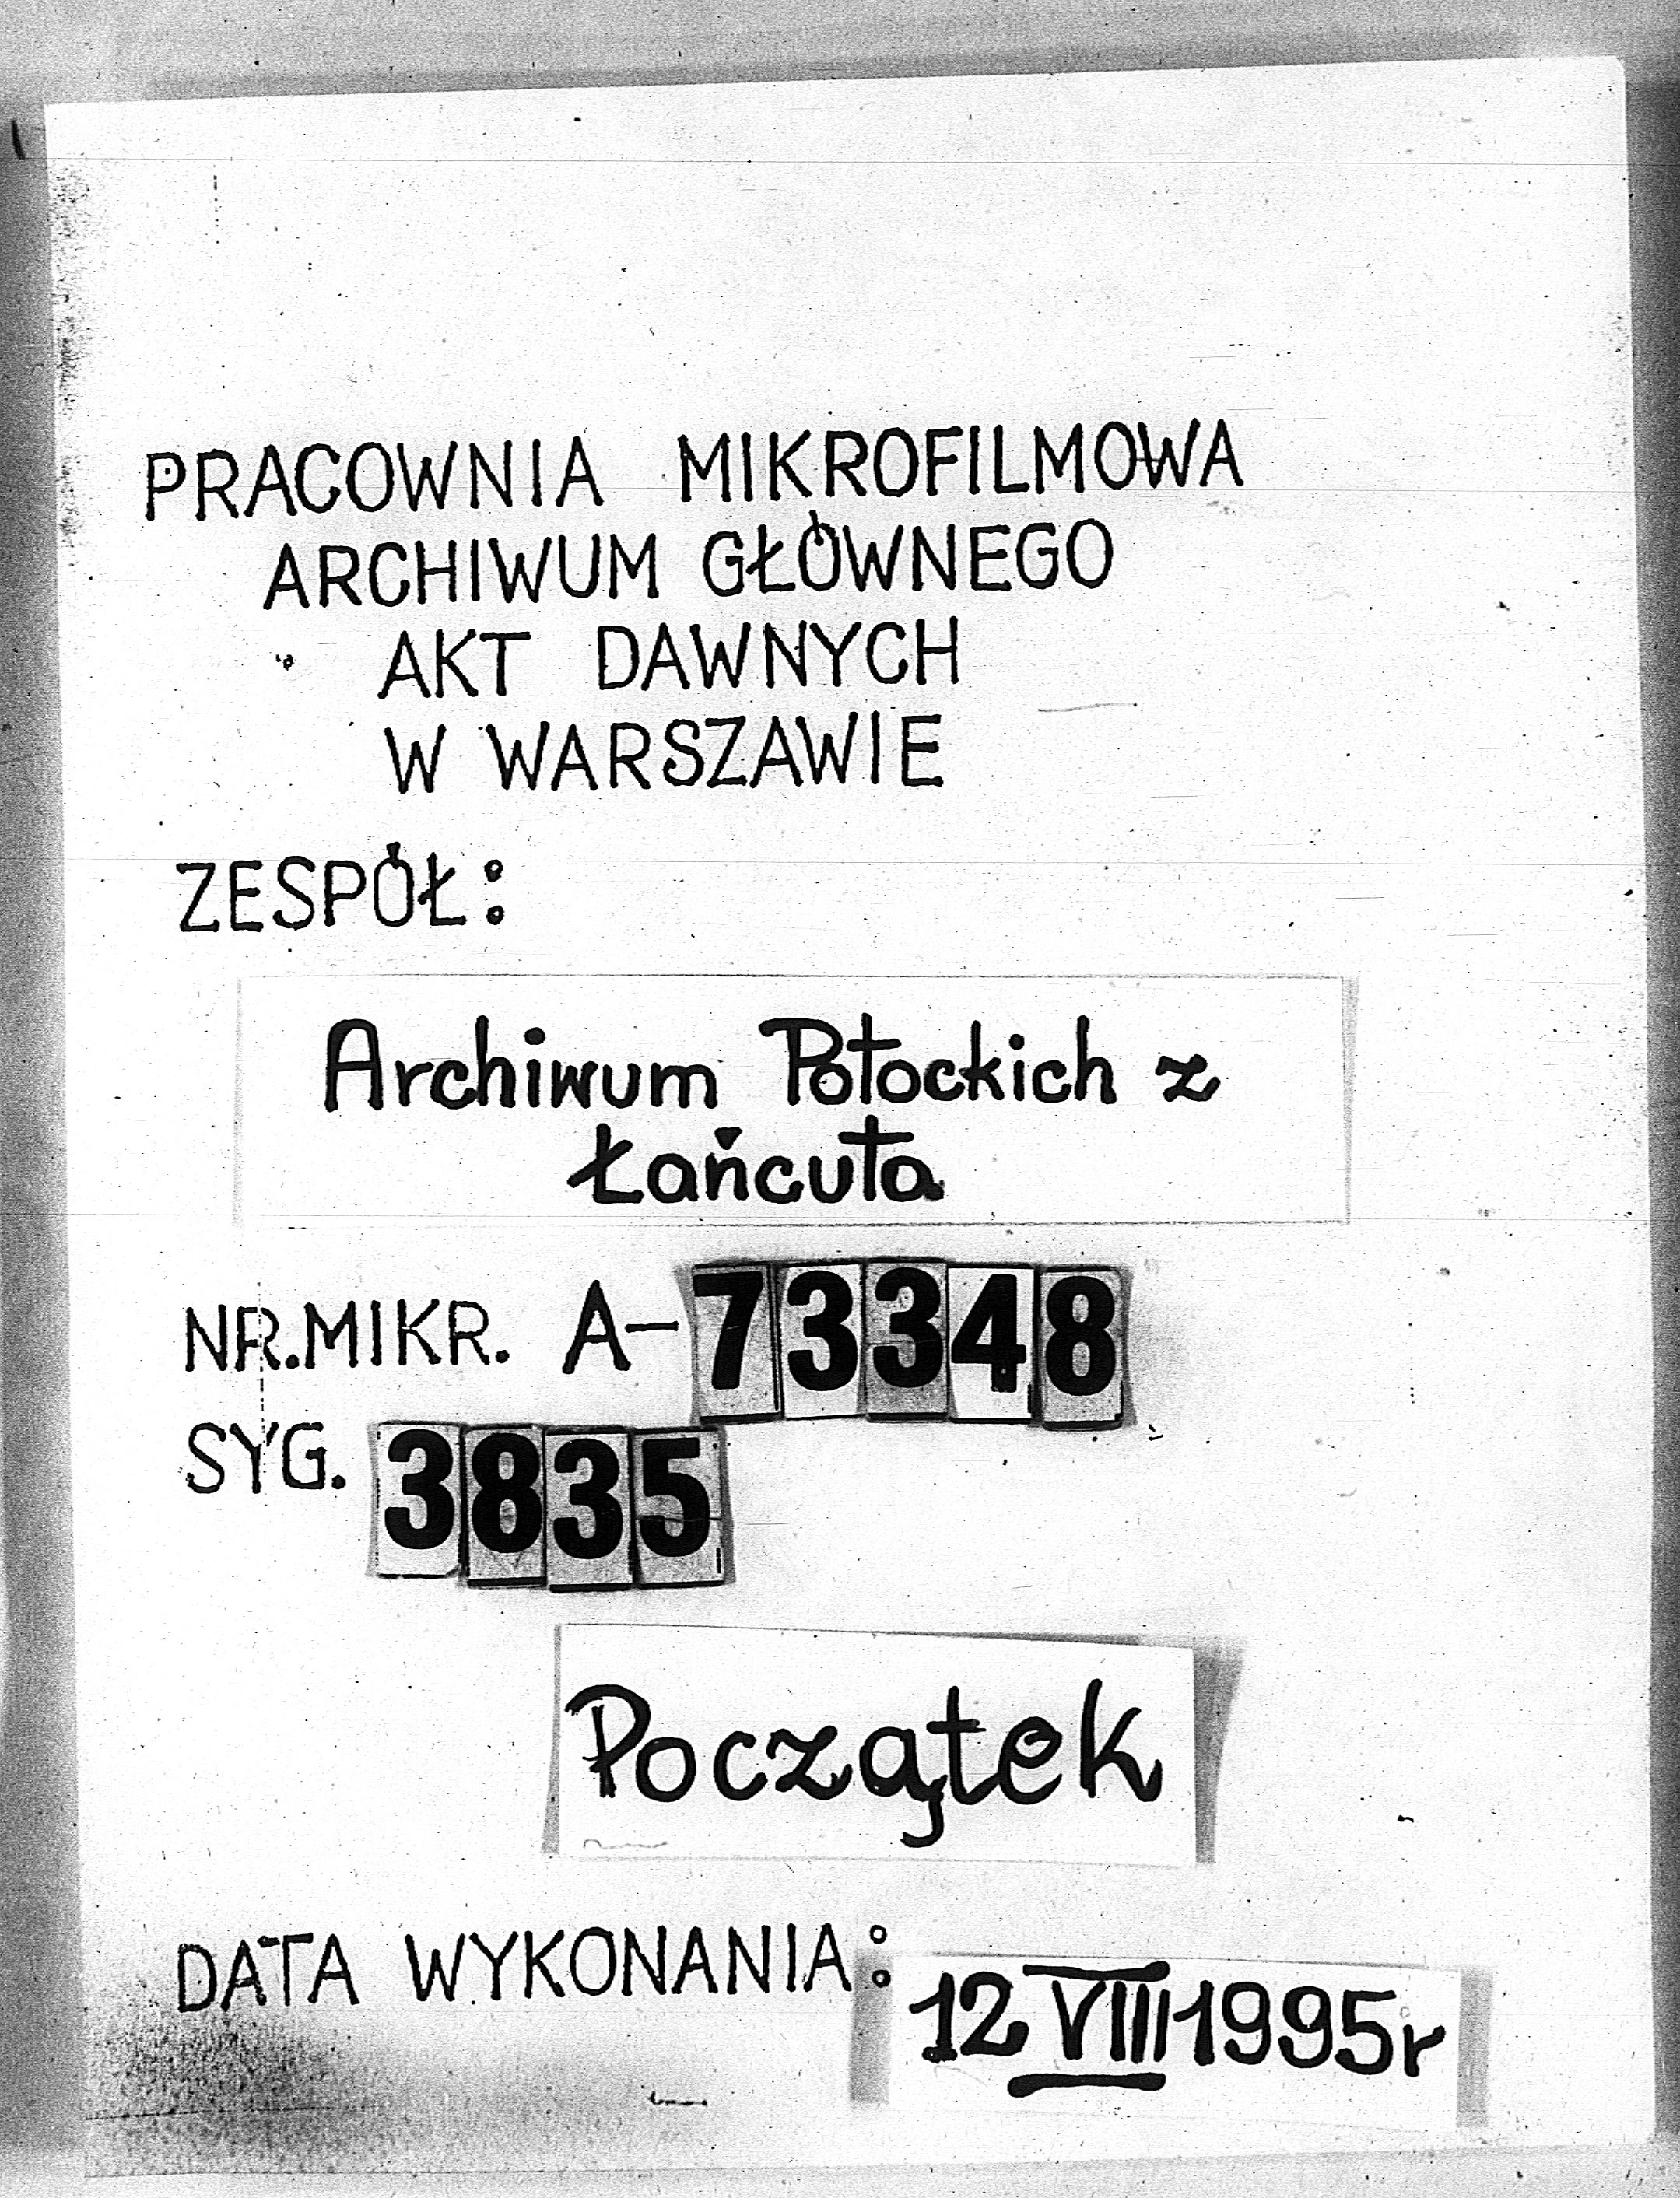 PRACOWNIA MIKROFILMOWA
ARCHIWUM GŁÓWNEGO
AKT DAWNYCH
W WARSZAWIE
ZESPÓŁ:
Archiwum Potockich z
Łańcuta
NR.MIKR. A-73348
SYG. 3835
Początek
DATA WYKONANIA: 12 VIII 1995r